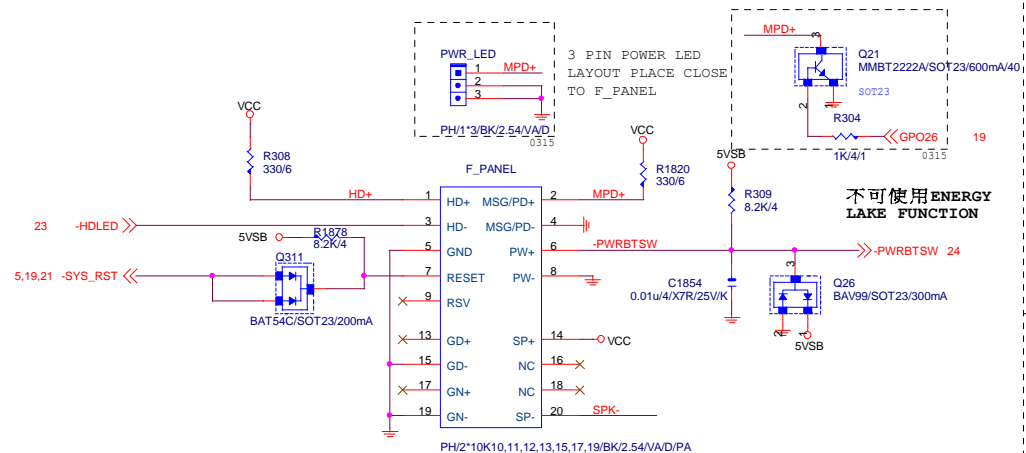 PWR_LED
1 MPD+
2
3
PH/1*3/BK/2.54/VA/D
0315
3 PIN POWER LED
LAYOUT PLACE CLOSE
TO F_PANEL
MPD+
3
Q21
MMBT2222A/SOT23/600mA/40
SOT23
2
1
R304
GPO26 19
1K/4/1
0315
VCC
R308
330/6
HD+
VCC
R1820
330/6
MPD+
F_PANEL
1 HD+ MSG/PD+ 2
3 HD- MSG/PD- 4
5 GND PW+ 6
7 RESET PW- 8
9 RSV
13 GD+ SP+ 14
15 GD- NC 16
17 GN+ NC 18
19 GN- SP- 20
PH/2*10K10,11,12,13,15,17,19/BK/2.54/VA/D/PA
23 -HDLED
5VSB
R1878
8.2K/4
5,19,21 -SYS_RST
Q311
BAT54C/SOT23/200mA
5VSB
R309
8.2K/4
不可使用ENERGY
LAKE FUNCTION
-PWRBTSW
-PWRBTSW 24
C1854
0.01u/4/X7R/25V/K
3
Q26
BAV99/SOT23/300mA
2
1
5VSB
VCC
SPK-